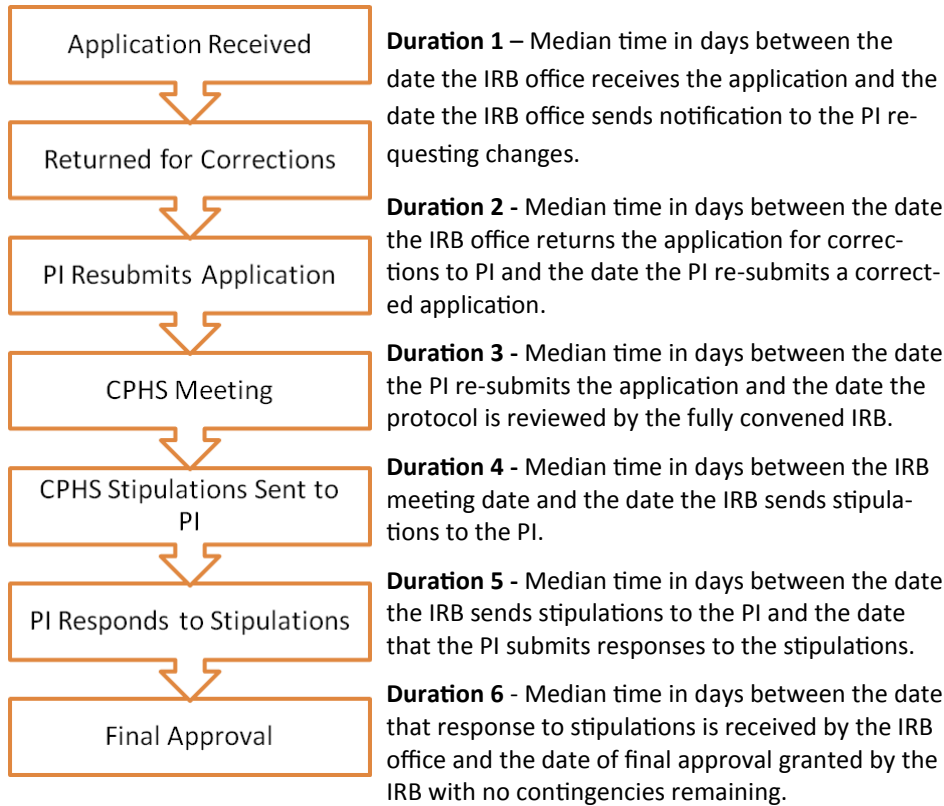 Application Received
Returned for Corrections
PI Resubmits Application
CPHS Meeting
CPHS Stipulations Sent to
PI
PI Responds to Stipulations
Final Approval
Duration 1 – Median time in days between the
date the IRB office receives the application and the
date the IRB office sends notification to the PI re-
questing changes.
Duration 2 - Median time in days between the date
the IRB office returns the application for correc-
tions to PI and the date the PI re-submits a correct-
ed application.
Duration 3 - Median time in days between the date
the PI re-submits the application and the date the
protocol is reviewed by the fully convened IRB.
Duration 4 - Median time in days between the IRB
meeting date and the date the IRB sends stipula-
tions to the PI.
Duration 5 - Median time in days between the date
the IRB sends stipulations to the PI and the date
that the PI submits responses to the stipulations.
Duration 6 - Median time in days between the date
that response to stipulations is received by the IRB
office and the date of final approval granted by the
IRB with no contingencies remaining.